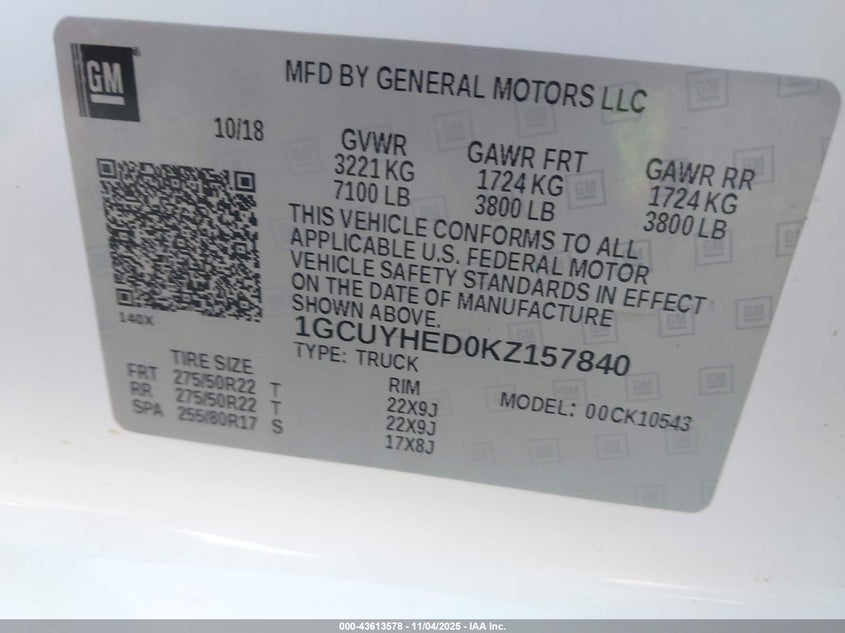 GM
MFD BY GENERAL MOTORS LLC
10/18
GVWR
3221 KG
7100 LB
GAWR FRT
1724 KG
3800 LB
GAWR RR
1724 KG
3800 LB
THIS VEHICLE CONFORMS TO ALL
APPLICABLE U.S. FEDERAL MOTOR
VEHICLE SAFETY STANDARDS IN EFFECT
ON THE DATE OF MANUFACTURE
SHOWN ABOVE.
1GCUYHED0KZ157840
TYPE: TRUCK
MODEL: 00CK10543
140X
TIRE SIZE RIM
FRT 275/50R22 T 22X9J
RR 275/50R22 T 22X9J
SPA 255/80R17 S 17X8J
000-43613578 - 11/04/2025 - IAA Inc.